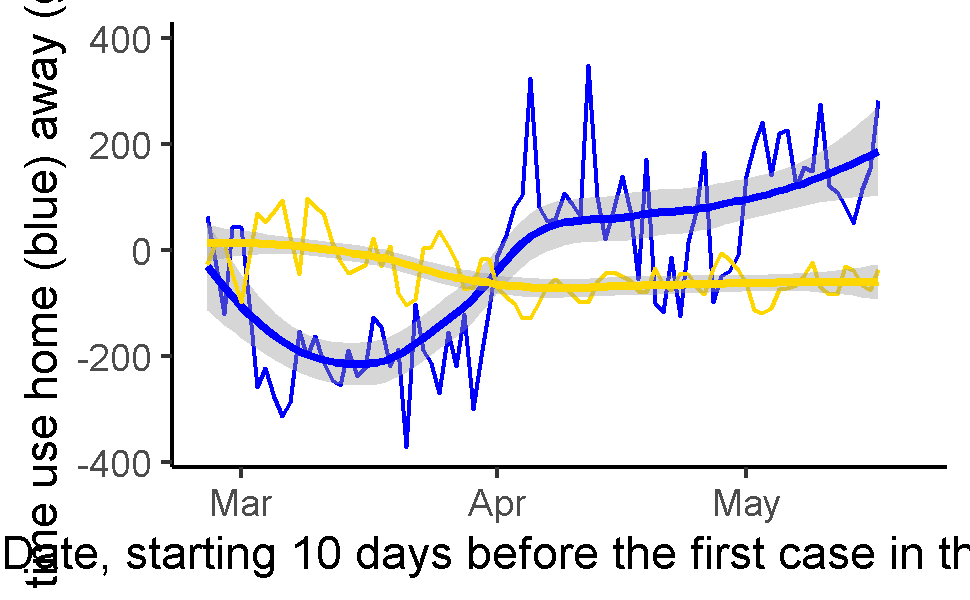 time use home (blue) away (
400
200
0
-200
-400
Mar Apr May
Date, starting 10 days before the first case in th